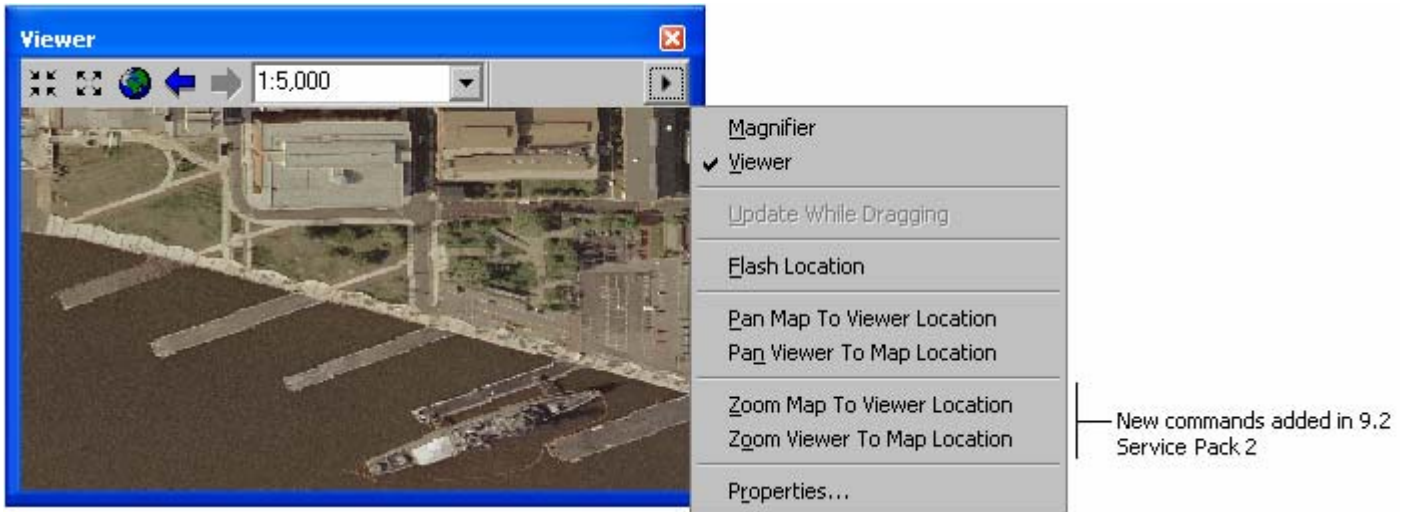 Viewer
1:5,000
Magnifier
Viewer
Update While Dragging
Flash Location
Pan Map To Viewer Location
Pan Viewer To Map Location
Zoom Map To Viewer Location
Zoom Viewer To Map Location
New commands added in 9.2
Service Pack 2
Properties...